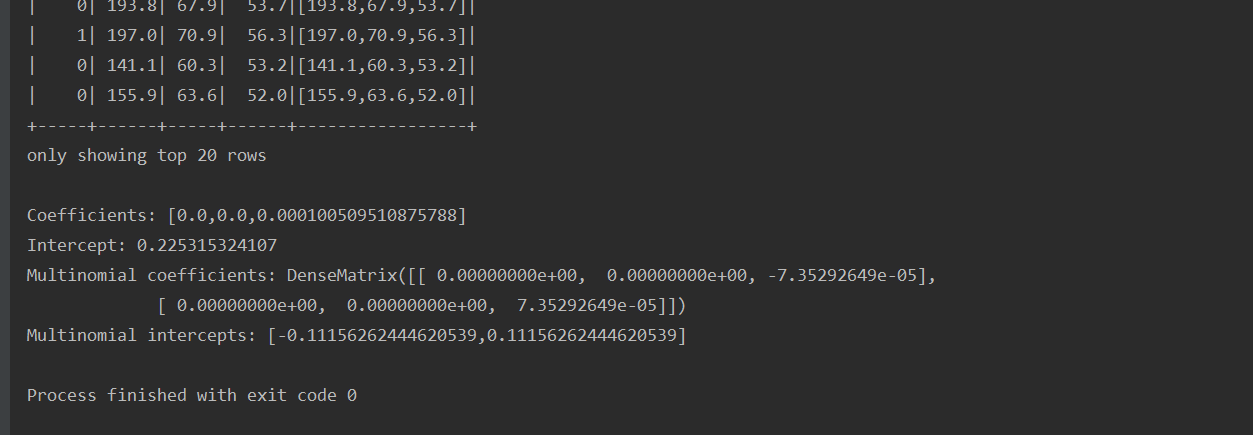 |    0| 193.8| 67.9|  53.7|[193.8,67.9,53.7]|
|    1| 197.0| 70.9|  56.3|[197.0,70.9,56.3]|
|    0| 141.1| 60.3|  53.2|[141.1,60.3,53.2]|
|    0| 155.9| 63.6|  52.0|[155.9,63.6,52.0]|
+-----+------+-----+------+-----------------+
only showing top 20 rows

Coefficients: [0.0,0.0,0.000100509510875788]
Intercept: 0.225315324107
Multinomial coefficients: DenseMatrix([[ 0.00000000e+00,  0.00000000e+00, -7.35292649e-05],
             [ 0.00000000e+00,  0.00000000e+00,  7.35292649e-05]])
Multinomial intercepts: [-0.11156262444620539,0.11156262444620539]

Process finished with exit code 0